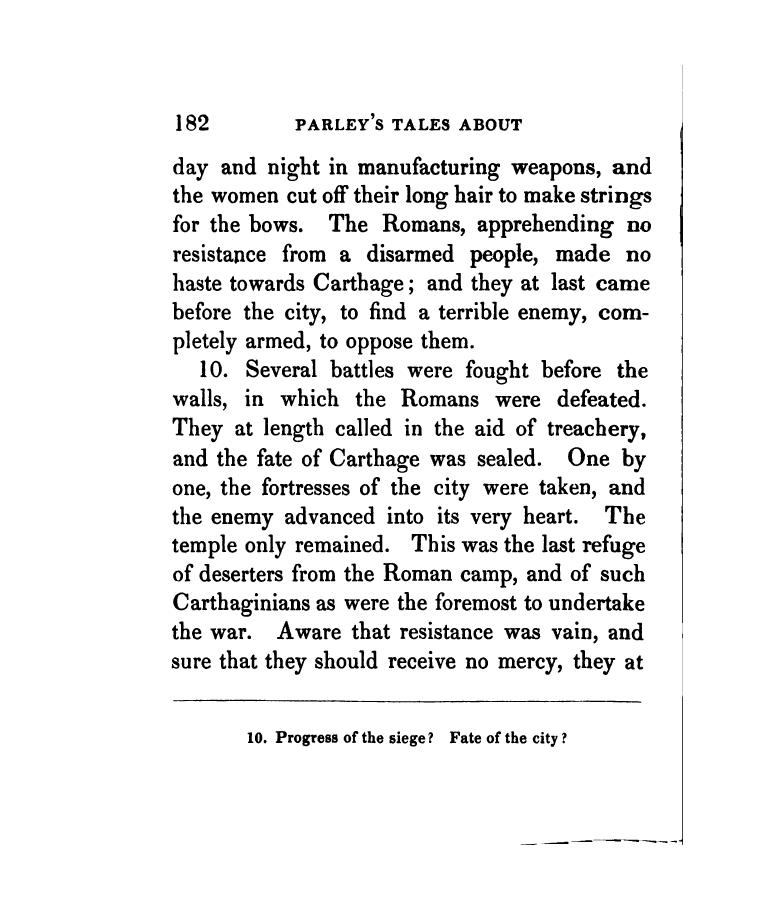 182 PARLEY'S TALES ABOUT
day and night in manufacturing weapons, and
the women cut off their long hair to make strings
for the bows. The Romans, apprehending no
resistance from a disarmed people, made no
haste towards Carthage; and they at last came
before the city, to find a terrible enemy, com-
pletely armed, to oppose them.
10. Several battles were fought before the
walls, in which the Romans were defeated.
They at length called in the aid of treachery,
and the fate of Carthage was sealed. One by
one, the fortresses of the city were taken, and
the enemy advanced into its very heart. The
temple only remained. This was the last refuge
of deserters from the Roman camp, and of such
Carthaginians as were the foremost to undertake
the war. Aware that resistance was vain, and
sure that they should receive no mercy, they at
10. Progress of the siege? Fate of the city?